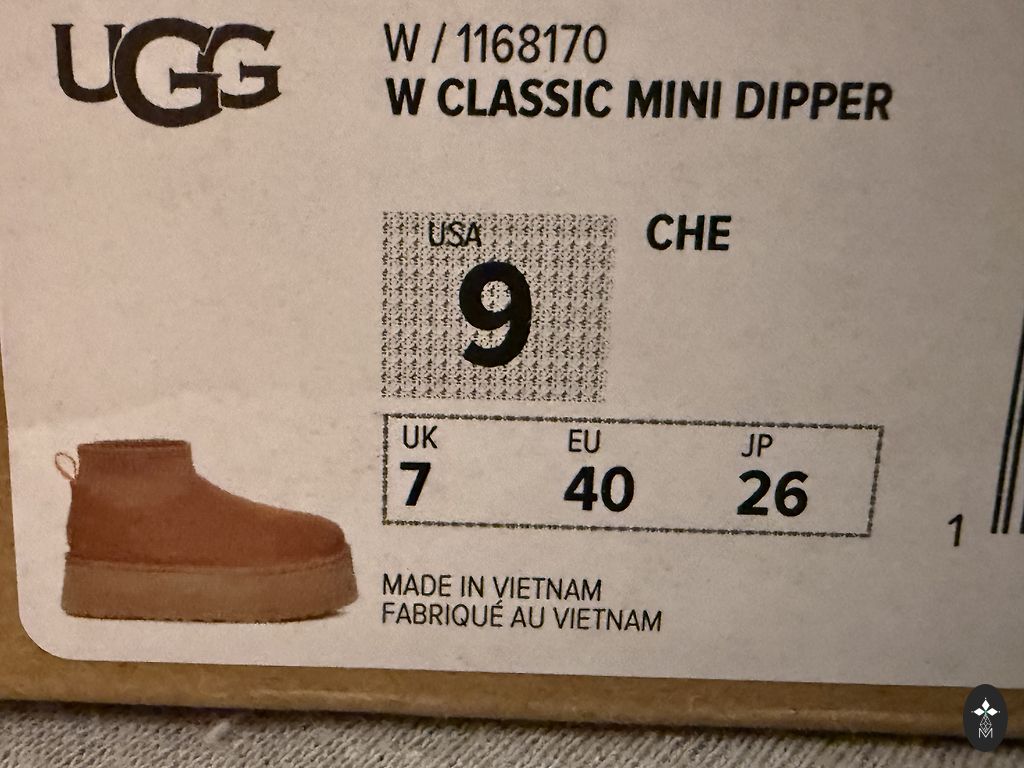 UGG
W / 1168170
W CLASSIC MINI DIPPER
USA
9
CHE
UK EU JP
7 40 26
1
MADE IN VIETNAM
FABRIQUÉ AU VIETNAM
M